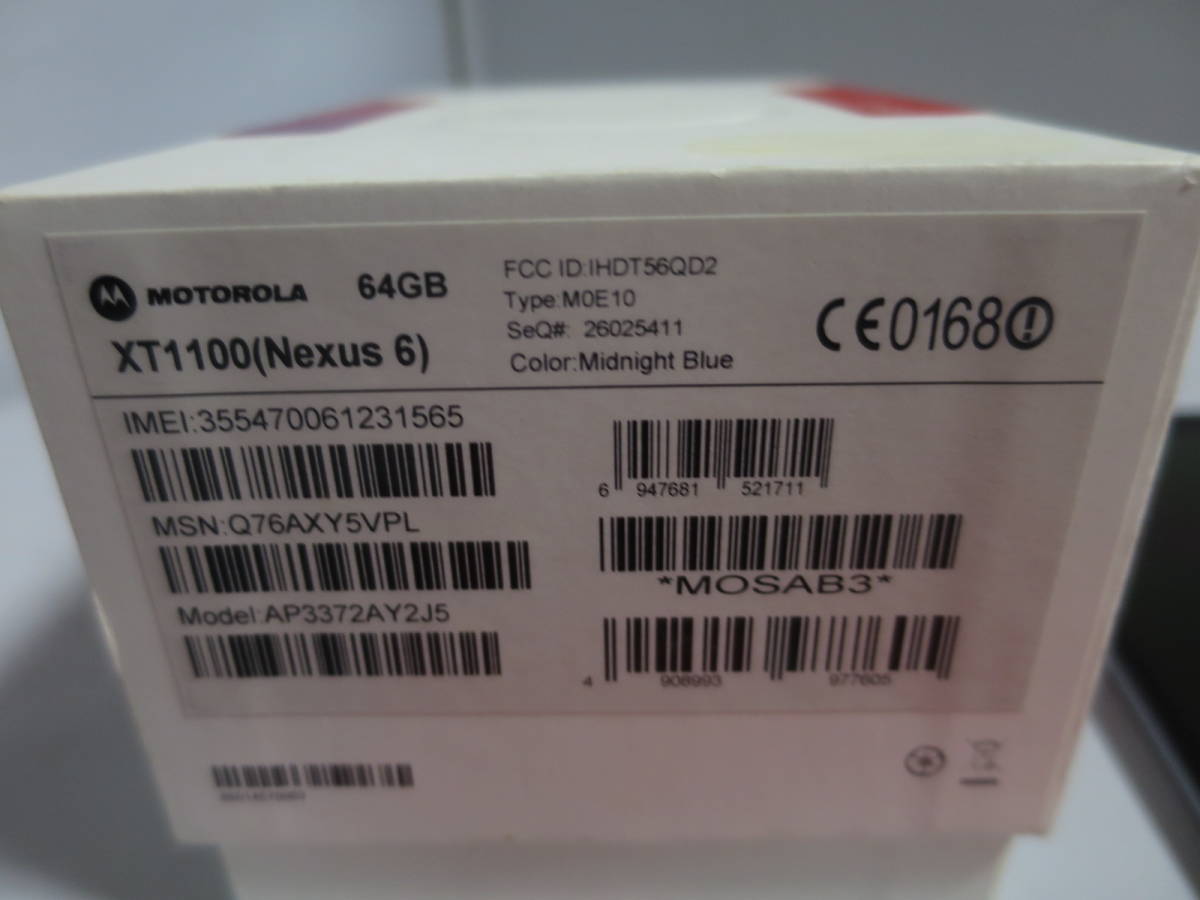 MOTOROLA 64GB
XT1100(Nexus 6)
FCC ID:IHDT56QD2
Type:M0E10
SeQ#: 26025411
Color:Midnight Blue
CE0168
IMEI:355470061231565
MSN:Q76AXY5VPL
Model:AP3372AY2J5
6 947681 521711
*MOSAB3*
4 908993 977605